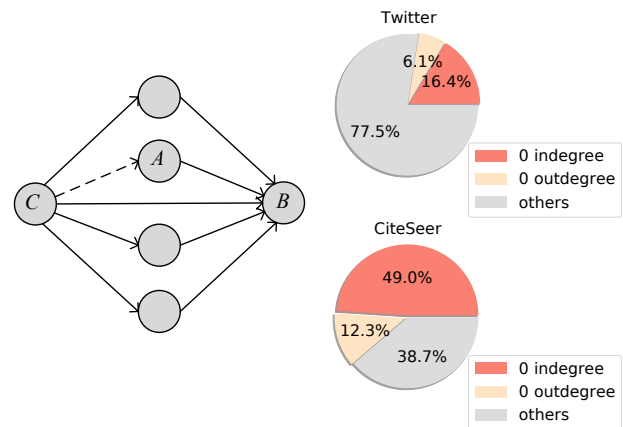 A
C
B
Twitter
6.1%
16.4%
77.5%
0 indegree
0 outdegree
others
CiteSeer
49.0%
12.3%
38.7%
0 indegree
0 outdegree
others